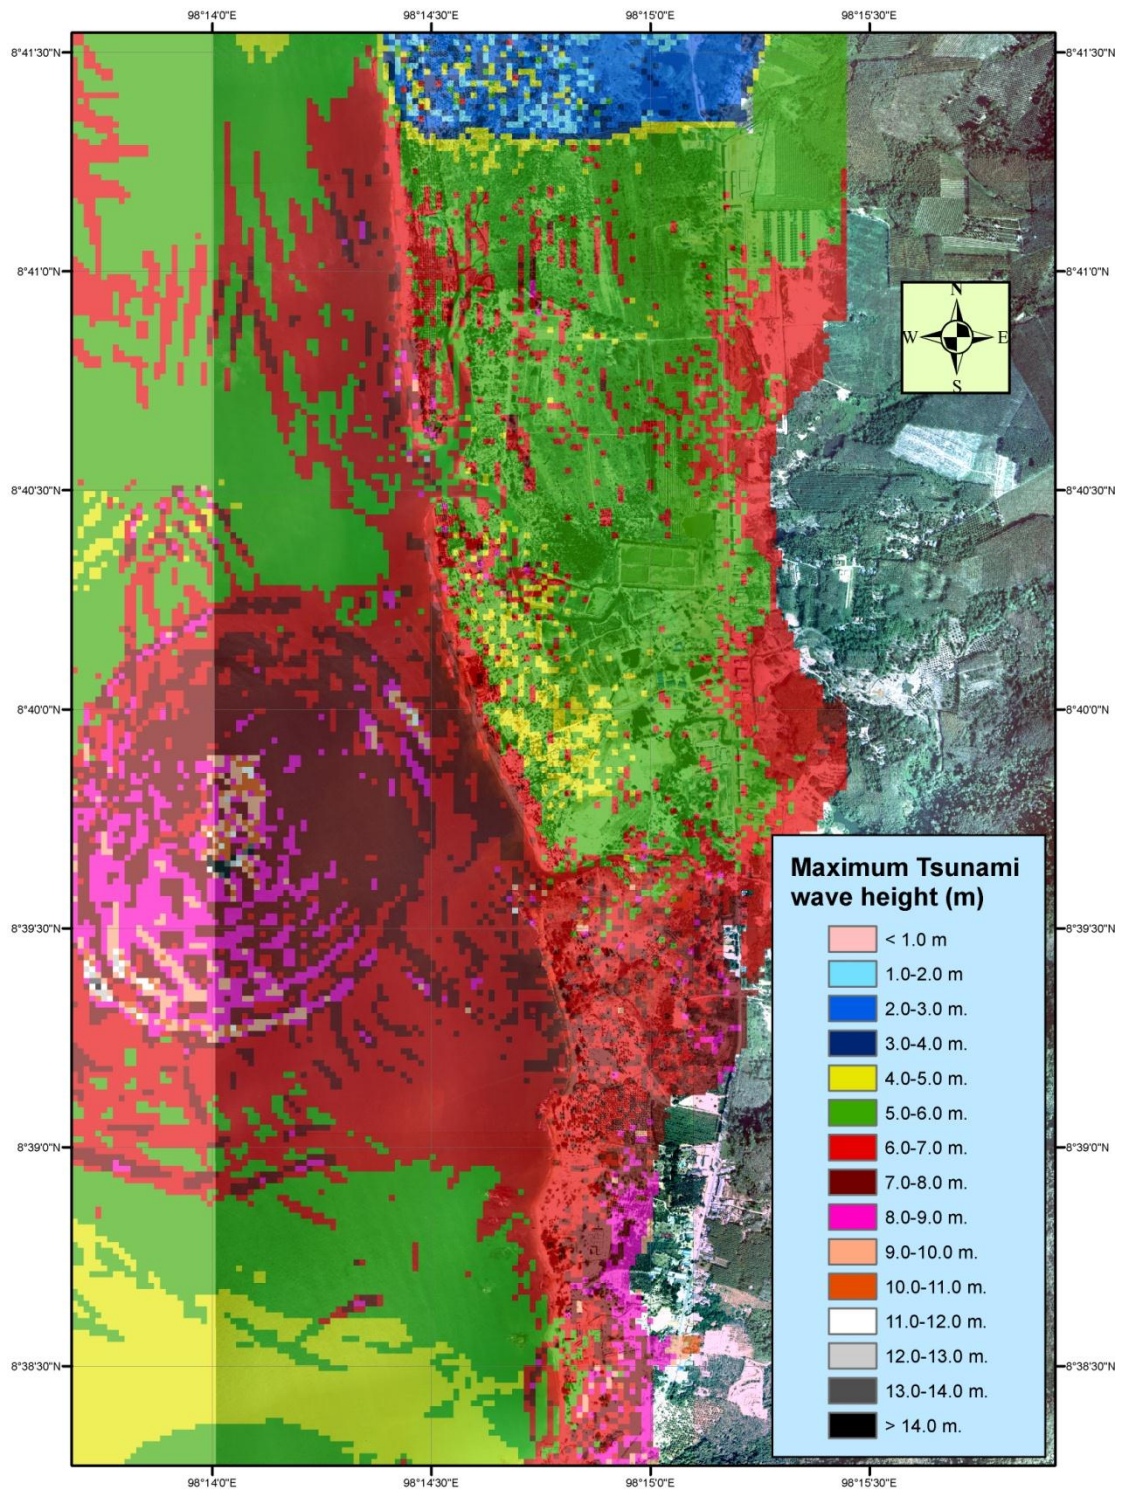 98°14'0"E 98°14'30"E 98°15'0"E 98°15'30"E
8°41'30"N 8°41'30"N
8°41'0"N 8°41'0"N
N
W E
S
8°40'30"N 8°40'30"N
8°40'0"N 8°40'0"N
Maximum Tsunami
wave height (m)
8°39'30"N 8°39'30"N
< 1.0 m
1.0-2.0 m.
2.0-3.0 m.
3.0-4.0 m.
4.0-5.0 m.
5.0-6.0 m.
8°39'0"N 8°39'0"N
6.0-7.0 m.
7.0-8.0 m.
8.0-9.0 m.
9.0-10.0 m.
10.0-11.0 m.
11.0-12.0 m.
12.0-13.0 m.
8°38'30"N 8°38'30"N
13.0-14.0 m.
> 14.0 m.
98°14'0"E 98°14'30"E 98°15'0"E 98°15'30"E